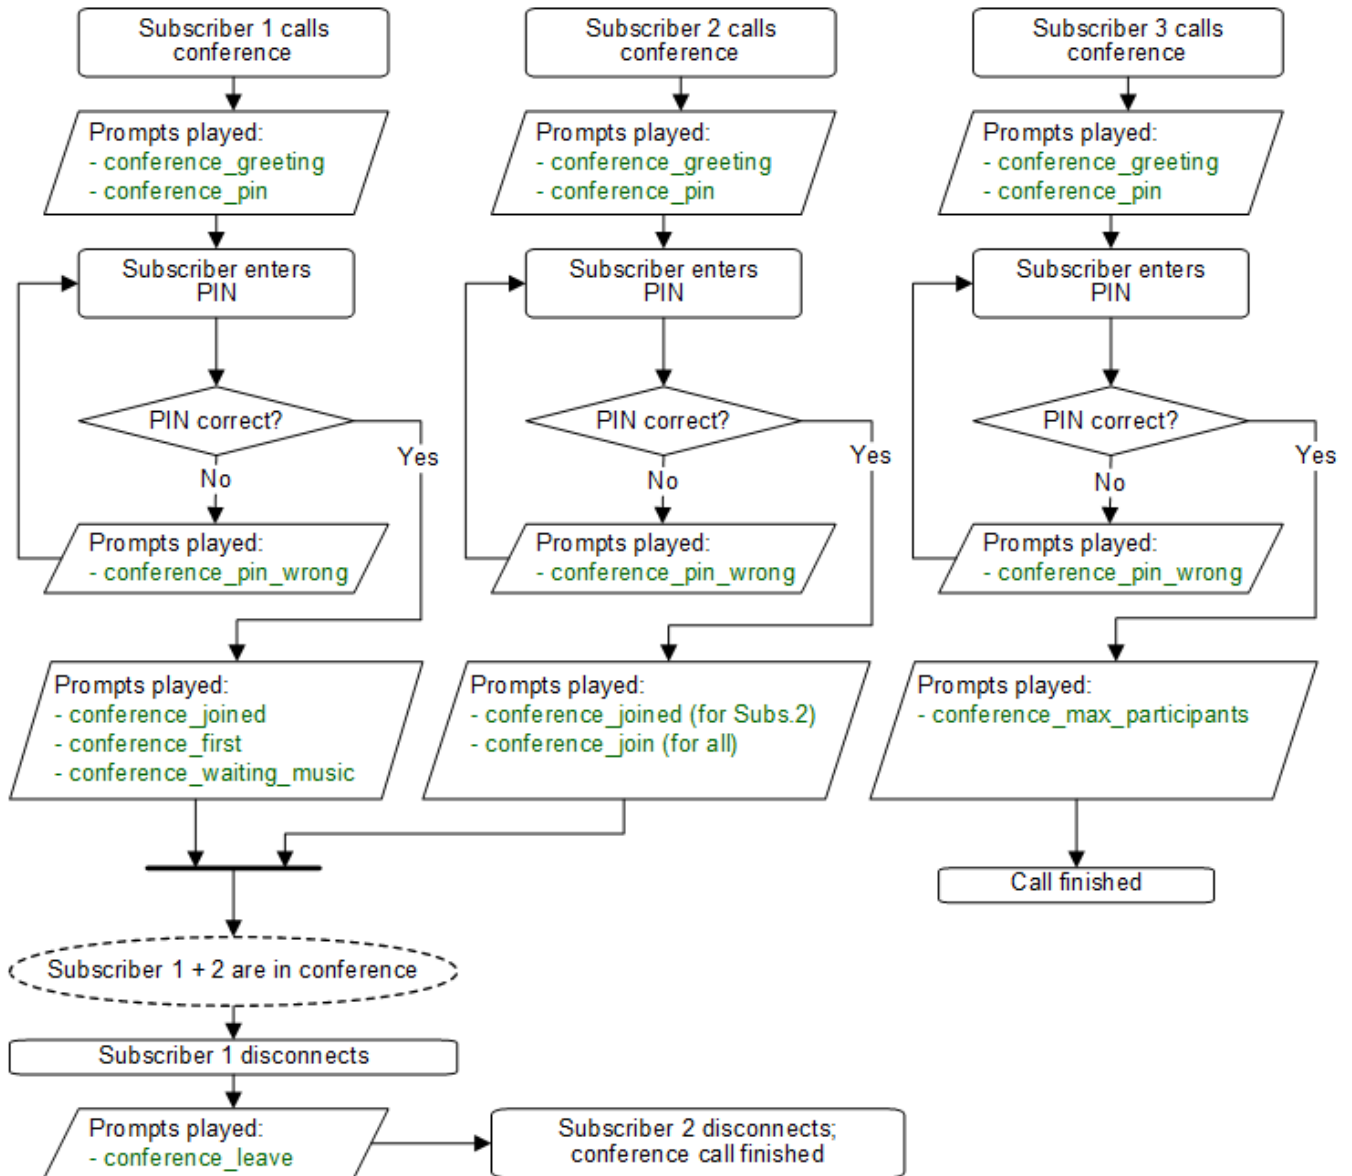 Subscriber 1 calls
conference
Subscriber 2 calls
conference
Subscriber 3 calls
conference
Prompts played:
- conference_greeting
- conference_pin
Prompts played:
- conference_greeting
- conference_pin
Prompts played:
- conference_greeting
- conference_pin
Subscriber enters
PIN
Subscriber enters
PIN
Subscriber enters
PIN
PIN correct?
Yes
No
PIN correct?
Yes
No
PIN correct?
Yes
No
Prompts played:
- conference_pin_wrong
Prompts played:
- conference_pin_wrong
Prompts played:
- conference_pin_wrong
Prompts played:
- conference_joined
- conference_first
- conference_waiting_music
Prompts played:
- conference_joined (for Subs.2)
- conference_join (for all)
Prompts played:
- conference_max_participants
Call finished
Subscriber 1 + 2 are in conference
Subscriber 1 disconnects
Prompts played:
- conference_leave
Subscriber 2 disconnects;
conference call finished